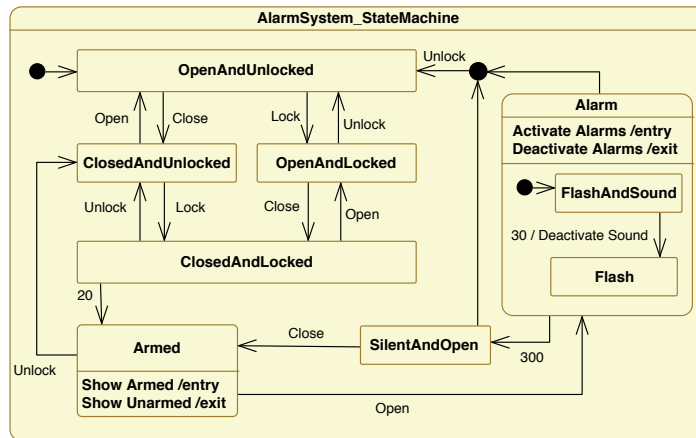 AlarmSystem_StateMachine
OpenAndUnlocked
Unlock
Alarm
Activate Alarms /entry
Deactivate Alarms /exit
Open
Close
Lock
Unlock
ClosedAndUnlocked
OpenAndLocked
FlashAndSound
Unlock
Lock
Close
Open
30 / Deactivate Sound
ClosedAndLocked
Flash
20
Armed
Close
SilentAndOpen
300
Unlock
Show Armed /entry
Show Unarmed /exit
Open